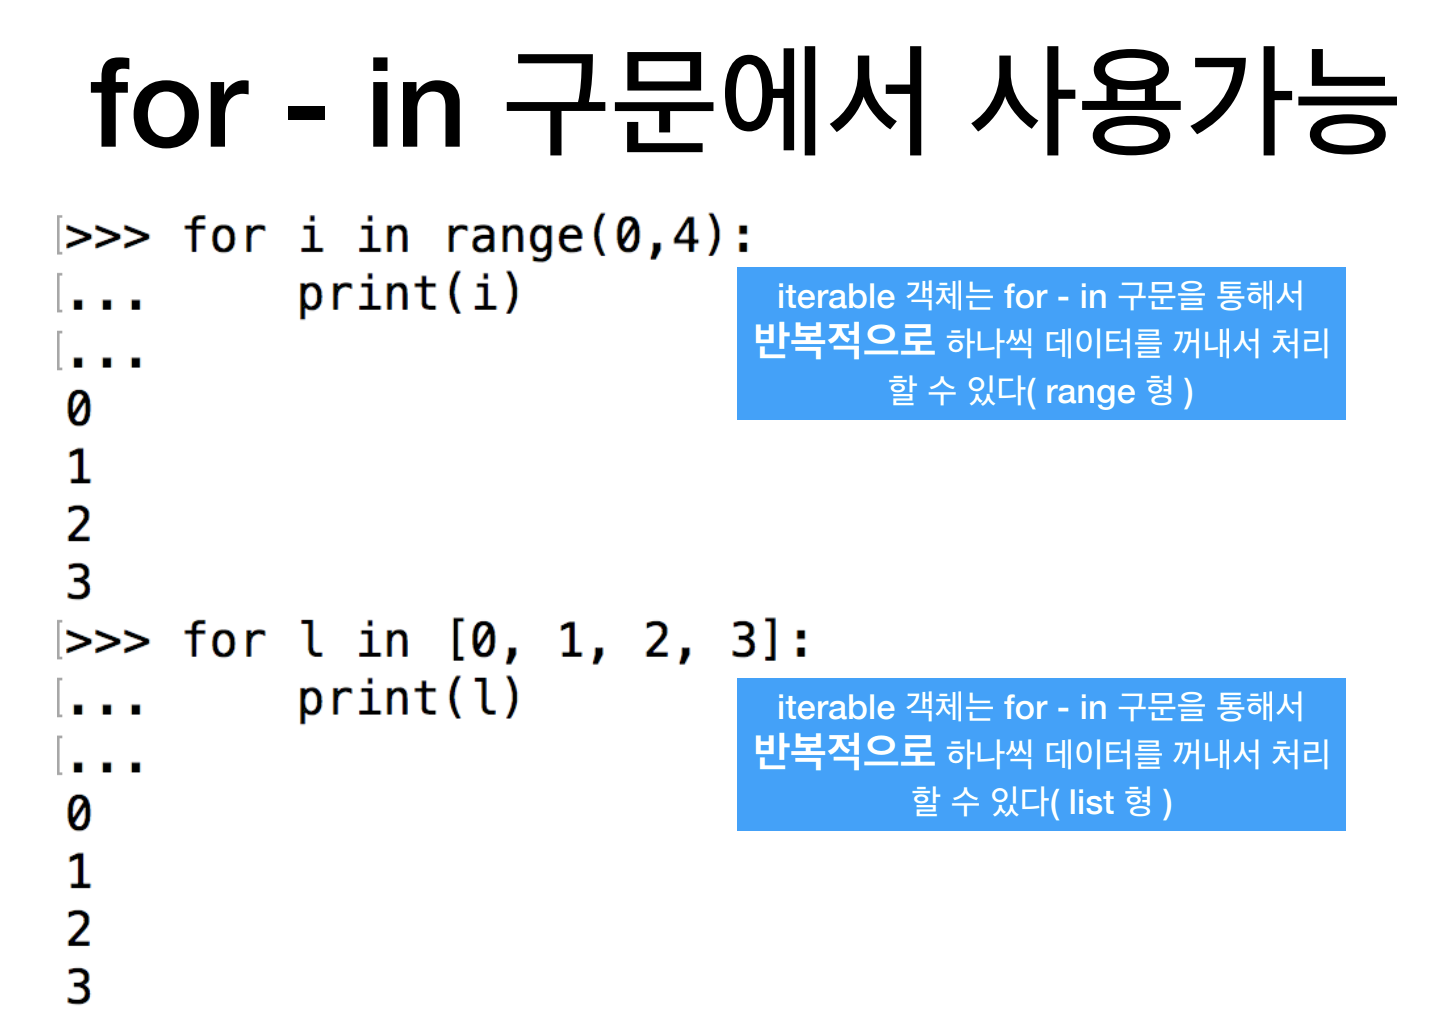 for - in 구문에서 사용가능
[>>> for i in range(0,4):
[...     print(i)
[...
0
1
2
3
iterable 객체는 for - in 구문을 통해서
반복적으로 하나씩 데이터를 꺼내서 처리
할 수 있다( range 형 )
[>>> for l in [0, 1, 2, 3]:
[...     print(l)
[...
0
1
2
3
iterable 객체는 for - in 구문을 통해서
반복적으로 하나씩 데이터를 꺼내서 처리
할 수 있다( list 형 )